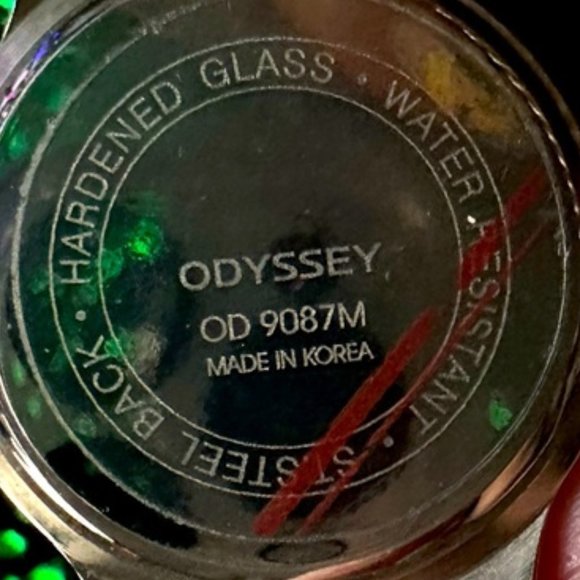 HARDENED GLASS • WATER RESISTANT • ST.STEEL BACK •
ODYSSEY
OD 9087M
MADE IN KOREA